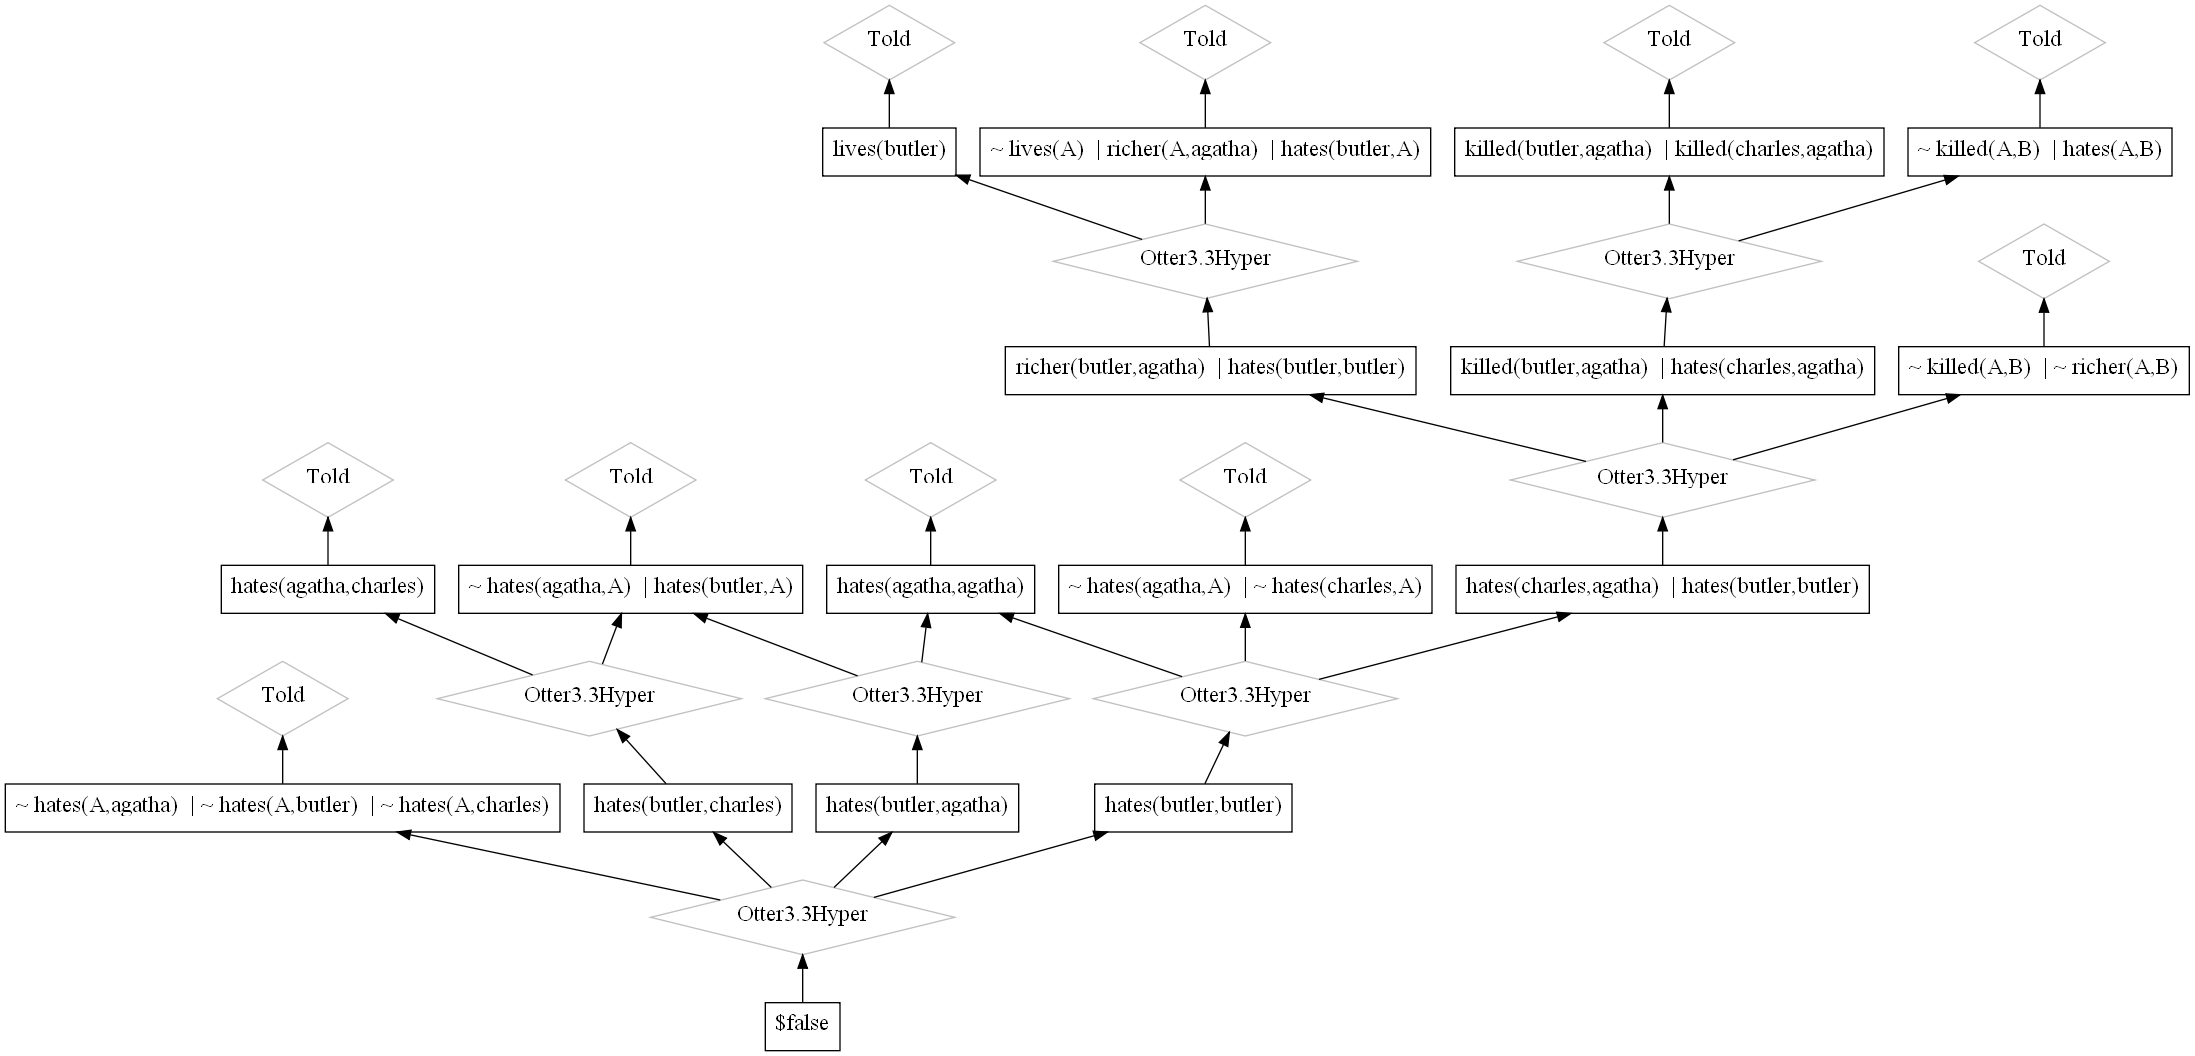 Told
Told
Told
Told
lives(butler)
~ lives(A) | richer(A,agatha) | hates(butler,A)
killed(butler,agatha) | killed(charles,agatha)
~ killed(A,B) | hates(A,B)
Otter3.3Hyper
Otter3.3Hyper
Told
richer(butler,agatha) | hates(butler,butler)
killed(butler,agatha) | hates(charles,agatha)
~ killed(A,B) | ~ richer(A,B)
Told
Told
Told
Told
Otter3.3Hyper
hates(agatha,charles)
~ hates(agatha,A) | hates(butler,A)
hates(agatha,agatha)
~ hates(agatha,A) | ~ hates(charles,A)
hates(charles,agatha) | hates(butler,butler)
Told
Otter3.3Hyper
Otter3.3Hyper
Otter3.3Hyper
~ hates(A,agatha) | ~ hates(A,butler) | ~ hates(A,charles)
hates(butler,charles)
hates(butler,agatha)
hates(butler,butler)
Otter3.3Hyper
$false